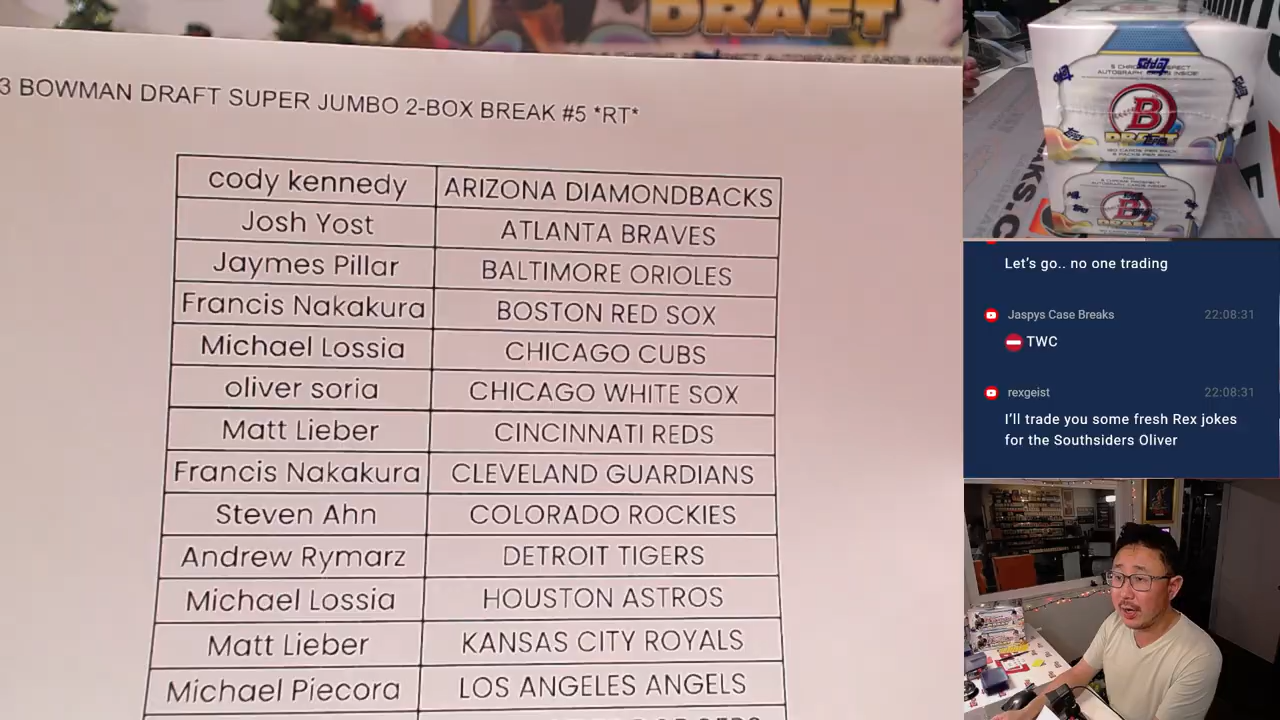 DRAFT
3 BOWMAN DRAFT SUPER JUMBO 2-BOX BREAK #5 *RT*
cody kennedy ARIZONA DIAMONDBACKS
Josh Yost ATLANTA BRAVES
Jaymes Pillar BALTIMORE ORIOLES
Francis Nakakura BOSTON RED SOX
Michael Lossia CHICAGO CUBS
oliver soria CHICAGO WHITE SOX
Matt Lieber CINCINNATI REDS
Francis Nakakura CLEVELAND GUARDIANS
Steven Ahn COLORADO ROCKIES
Andrew Rymarz DETROIT TIGERS
Michael Lossia HOUSTON ASTROS
Matt Lieber KANSAS CITY ROYALS
Michael Piecora LOS ANGELES ANGELS
B
DRAFT
B
Let’s go.. no one trading
Jaspys Case Breaks 22:08:31
TWC
rexgeist 22:08:31
I’ll trade you some fresh Rex jokes
for the Southsiders Oliver